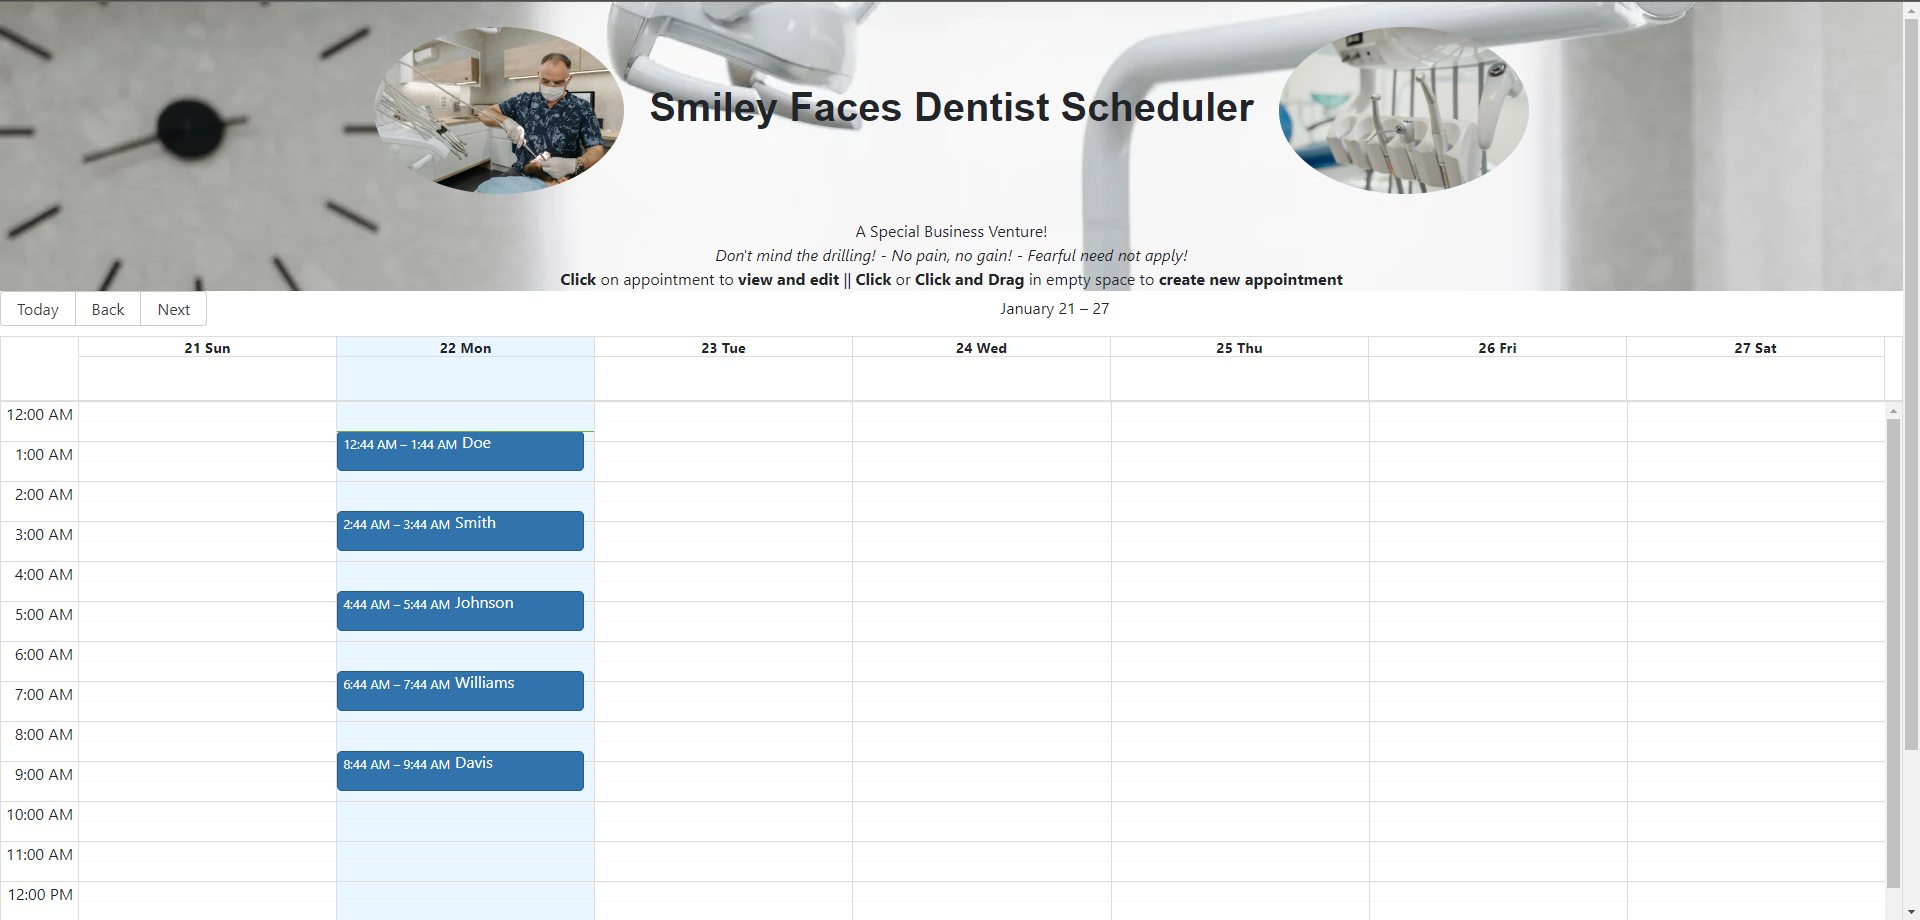 Smiley Faces Dentist Scheduler
A Special Business Venture!
Don't mind the drilling! - No pain, no gain! - Fearful need not apply!
Click on appointment to view and edit || Click or Click and Drag in empty space to create new appointment
Today Back Next January 21 – 27
21 Sun 22 Mon 23 Tue 24 Wed 25 Thu 26 Fri 27 Sat
12:00 AM
12:44 AM – 1:44 AM Doe
1:00 AM
2:00 AM
2:44 AM – 3:44 AM Smith
3:00 AM
4:00 AM
4:44 AM – 5:44 AM Johnson
5:00 AM
6:00 AM
6:44 AM – 7:44 AM Williams
7:00 AM
8:00 AM
8:44 AM – 9:44 AM Davis
9:00 AM
10:00 AM
11:00 AM
12:00 PM